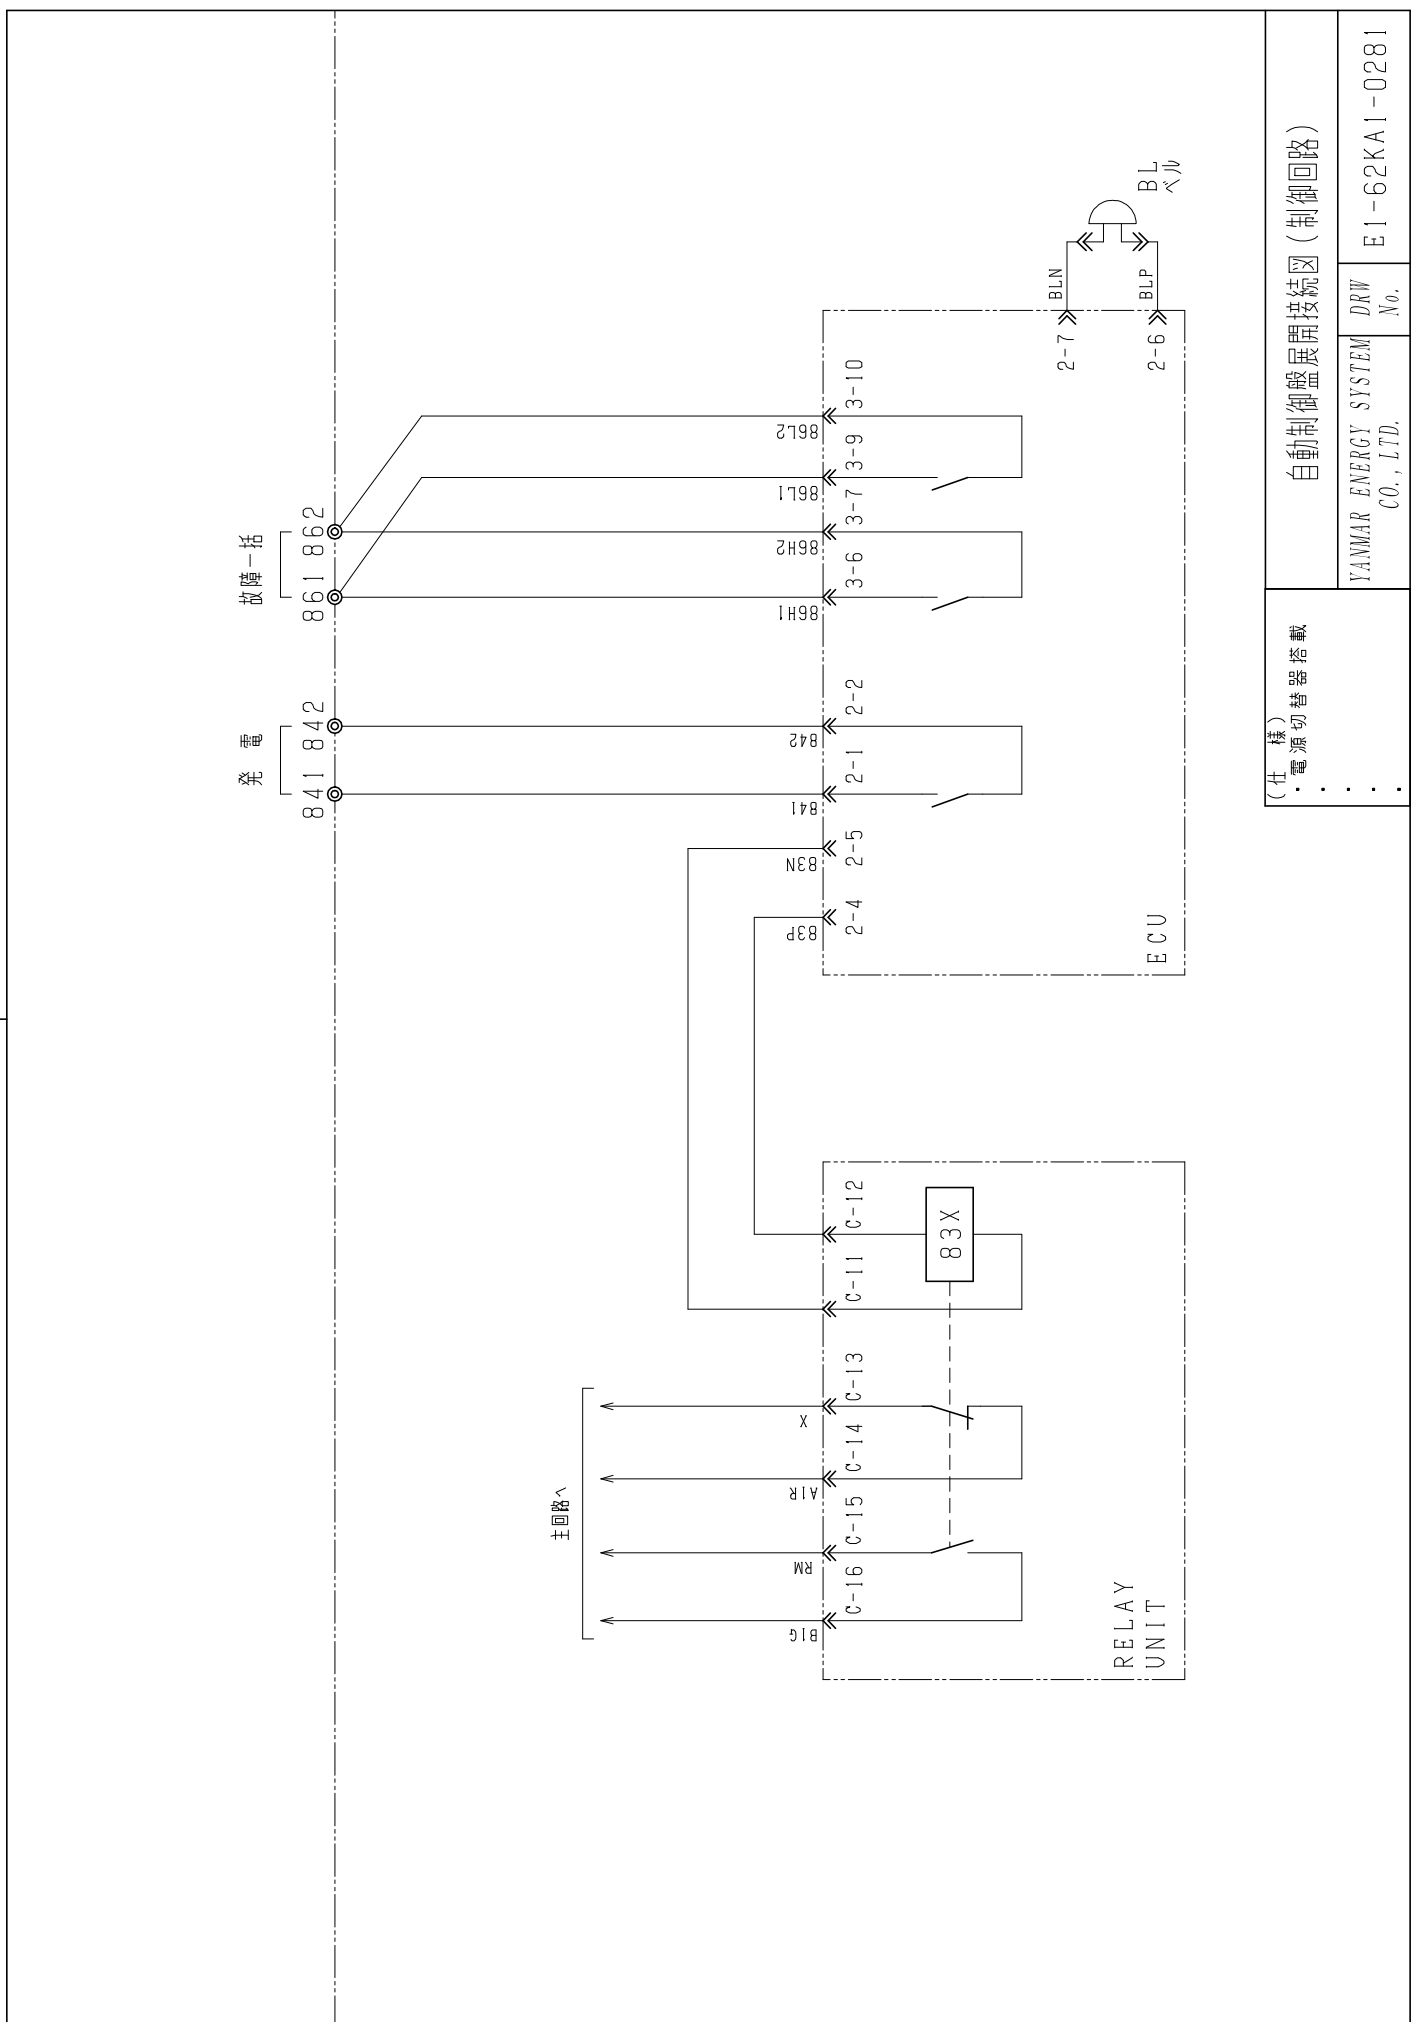 故障一括
861 862
発 電
841 842
86L2
3-10
86L1
3-9
86H2
3-7
86H1
3-6
842
2-2
841
2-1
83N
2-5
83P
2-4
BLN
2-7
BLP
2-6
BL
ベル
ECU
主回路へ
C-12
C-11
83X
X
C-13
A1R
C-14
RM
C-15
B1G
C-16
RELAY
UNIT
(仕 様)
・電源切替器搭載
・
・
・
・
自動制御盤展開接続図(制御回路)
YANMAR ENERGY SYSTEM
CO., LTD.
DRW
No.
E1-62KA1-0281